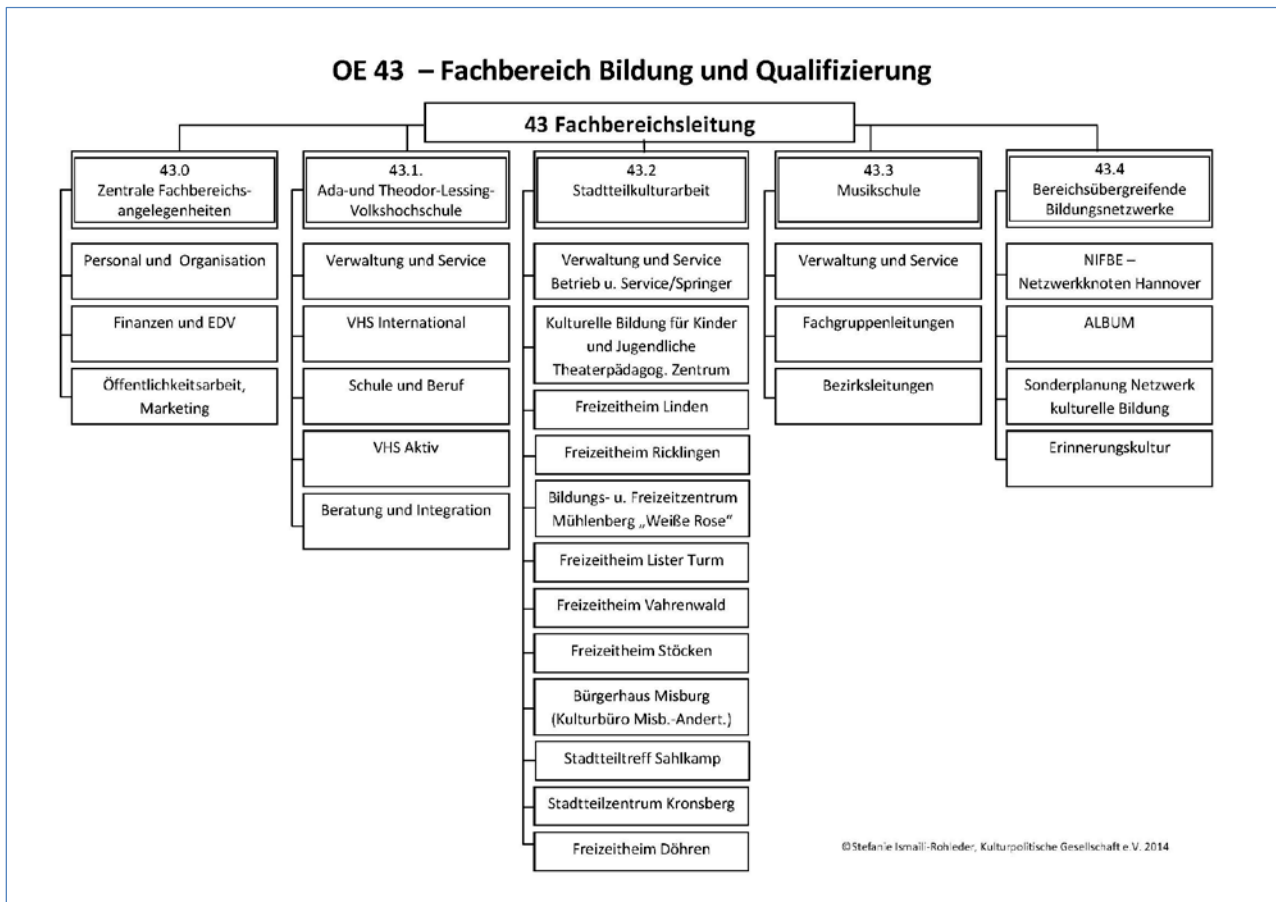 OE 43 – Fachbereich Bildung und Qualifizierung
43 Fachbereichsleitung
43.0
Zentrale Fachbereichs-
angelegenheiten
Personal und Organisation
Finanzen und EDV
Öffentlichkeitsarbeit,
Marketing
43.1.
Ada-und Theodor-Lessing-
Volkshochschule
Verwaltung und Service
VHS International
Schule und Beruf
VHS Aktiv
Beratung und Integration
43.2
Stadtteilkulturarbeit
Verwaltung und Service
Betrieb u. Service/Springer
Kulturelle Bildung für Kinder
und Jugendliche
Theaterpädagog. Zentrum
Freizeitheim Linden
Freizeitheim Ricklingen
Bildungs- u. Freizeitzentrum
Mühlenberg „Weiße Rose“
Freizeitheim Lister Turm
Freizeitheim Vahrenwald
Freizeitheim Stöcken
Bürgerhaus Misburg
(Kulturbüro Misb.-Andert.)
Stadtteiltreff Sahlkamp
Stadtteilzentrum Kronsberg
Freizeitheim Döhren
43.3
Musikschule
Verwaltung und Service
Fachgruppenleitungen
Bezirksleitungen
43.4
Bereichsübergreifende
Bildungsnetzwerke
NIFBE –
Netzwerkknoten Hannover
ALBUM
Sonderplanung Netzwerk
kulturelle Bildung
Erinnerungskultur
©Stefanie Ismaili-Rohleder, Kulturpolitische Gesellschaft e.V. 2014